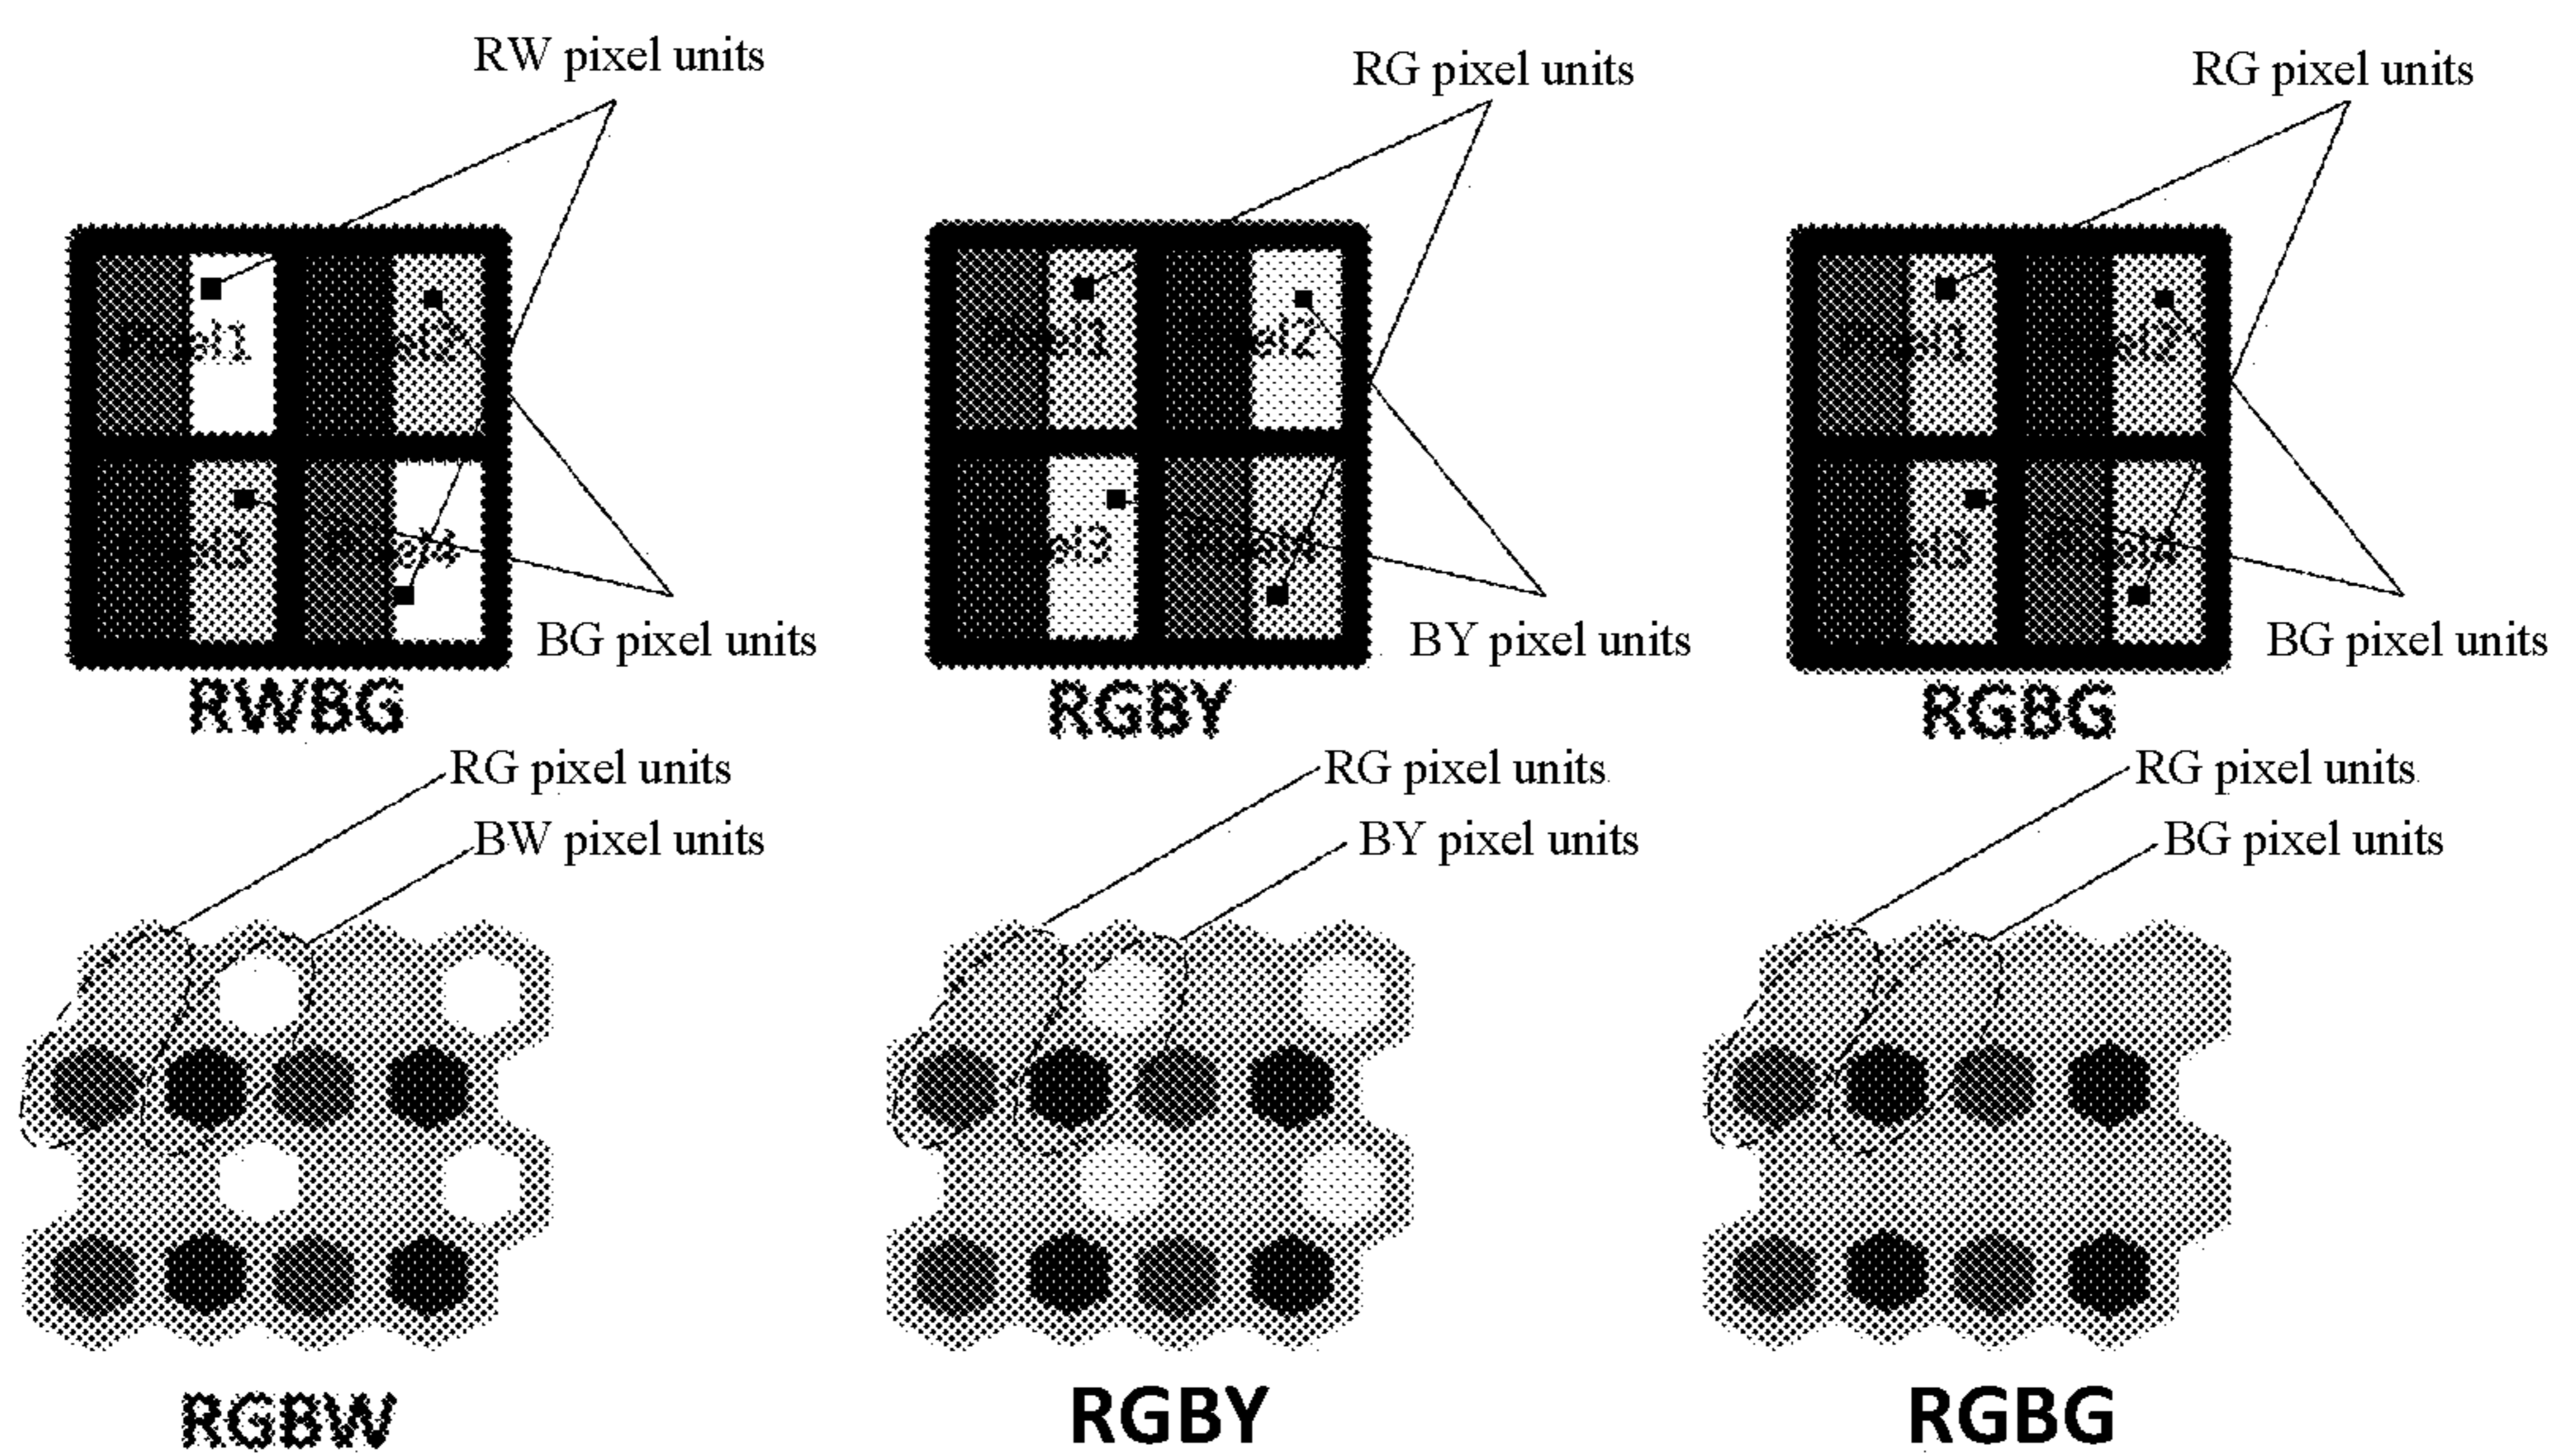 RW pixel units
RG pixel units
RG pixel units
BG pixel units
BY pixel units
BG pixel units
RWBG
RGBY
RGBG
RG pixel units
RG pixel units
RG pixel units
BW pixel units
BY pixel units
BG pixel units
RGBW
RGBY
RGBG